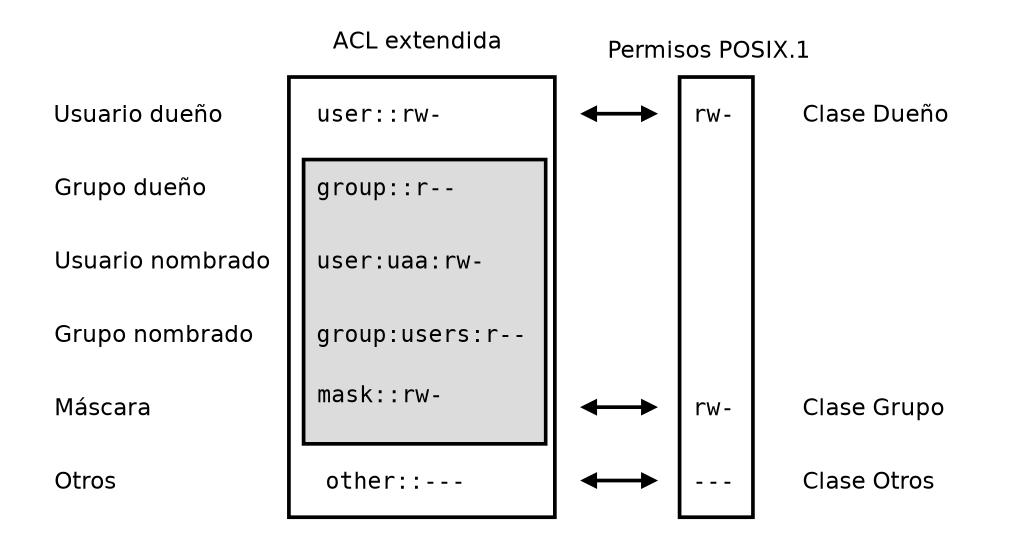 ACL extendida
Permisos POSIX.1
Usuario dueño user::rw- rw- Clase Dueño
Grupo dueño group::r--
Usuario nombrado user:uaa:rw-
Grupo nombrado group:users:r--
Máscara mask::rw- rw- Clase Grupo
Otros other::--- --- Clase Otros